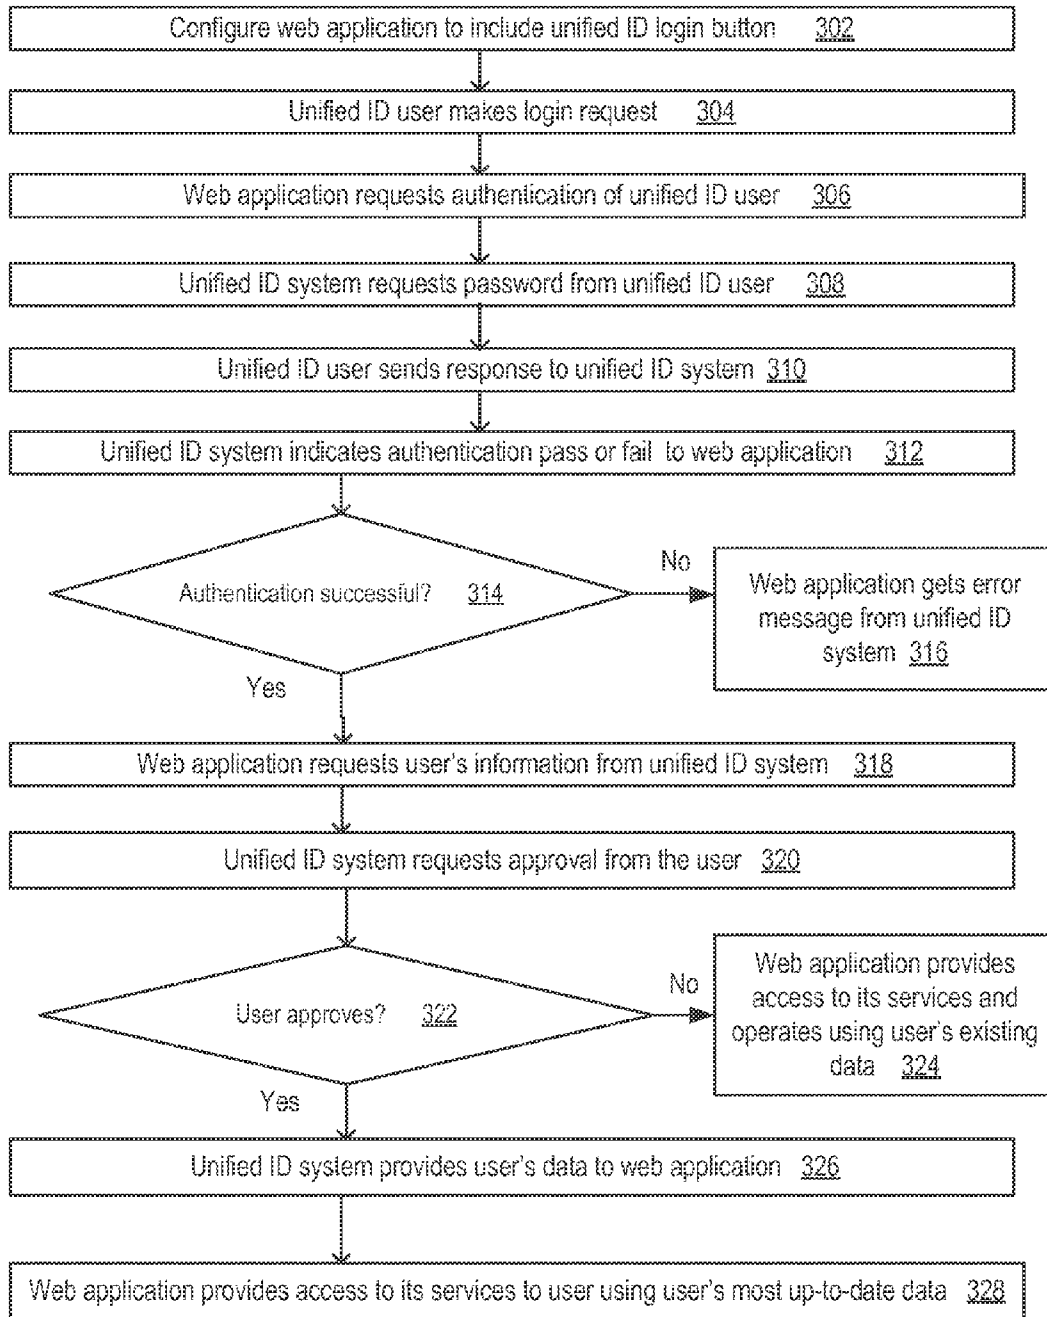 Configure web application to include unified ID login button 302
Unified ID user makes login request 304
Web application requests authentication of unified ID user 306
Unified ID system requests password from unified ID user 308
Unified ID user sends response to unified ID system 310
Unified ID system indicates authentication pass or fail to web application 312
Authentication successful? 314
No
Web application gets error
message from unified ID
system 316
Yes
Web application requests user's information from unified ID system 318
Unified ID system requests approval from the user 320
User approves? 322
No
Web application provides
access to its services and
operates using user's existing
data 324
Yes
Unified ID system provides user's data to web application 326
Web application provides access to its services to user using user's most up-to-date data 328